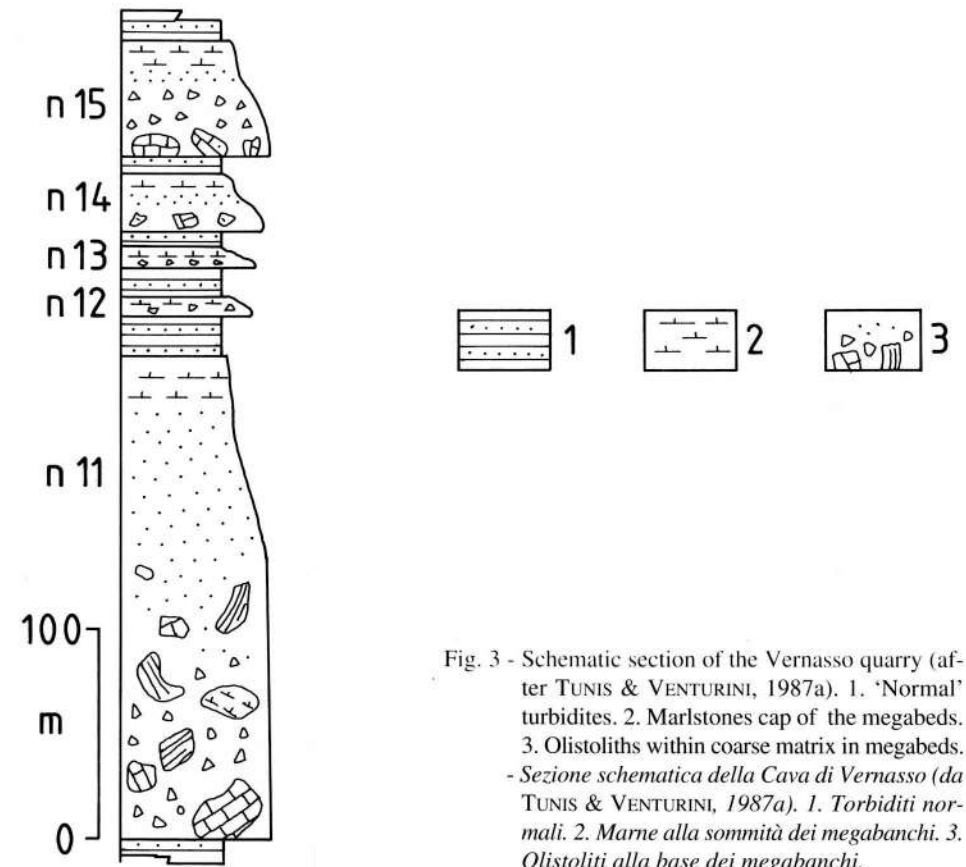 n 15
n 14
n 13
n 12
n 11
100
m
0
1
2
3
Fig. 3 - Schematic section of the Vernasso quarry (af-
ter TUNIS & VENTURINI, 1987a). 1. ‘Normal’
turbidites. 2. Marlstones cap of the megabeds.
3. Olistoliths within coarse matrix in megabeds.
- Sezione schematica della Cava di Vernasso (da
TUNIS & VENTURINI, 1987a). 1. Torbiditi nor-
mali. 2. Marne alla sommità dei megabanchi. 3.
Olistoliti alla base dei megabanchi.